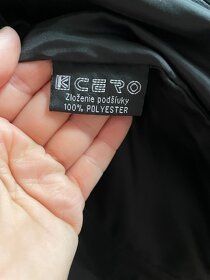 CERO
Zloženie podšívky
100% POLYESTER